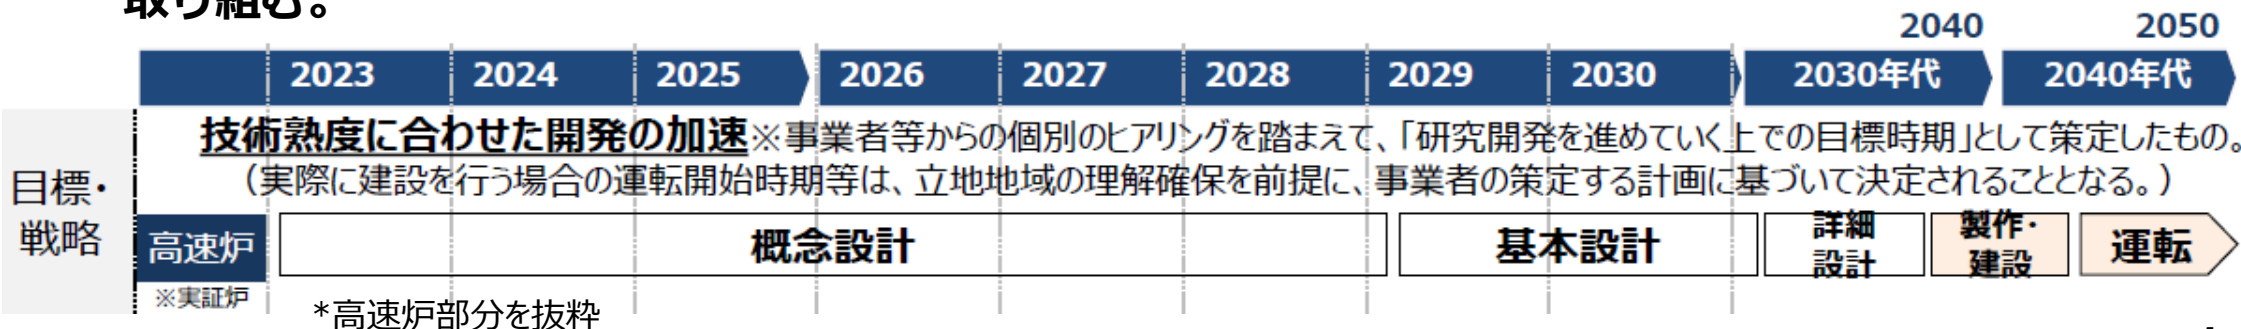 取り組む。
2040 2050
2023 2024 2025 2026 2027 2028 2029 2030 2030年代 2040年代
目標・
戦略
技術熟度に合わせた開発の加速※事業者等からの個別のヒアリングを踏まえて、「研究開発を進めていく上での目標時期」として策定したもの。
（実際に建設を行う場合の運転開始時期等は、立地地域の理解確保を前提に、事業者の策定する計画に基づいて決定されることとなる。）
高速炉
※実証炉
概念設計
基本設計
詳細
設計
製作・
建設
運転
*高速炉部分を抜粋